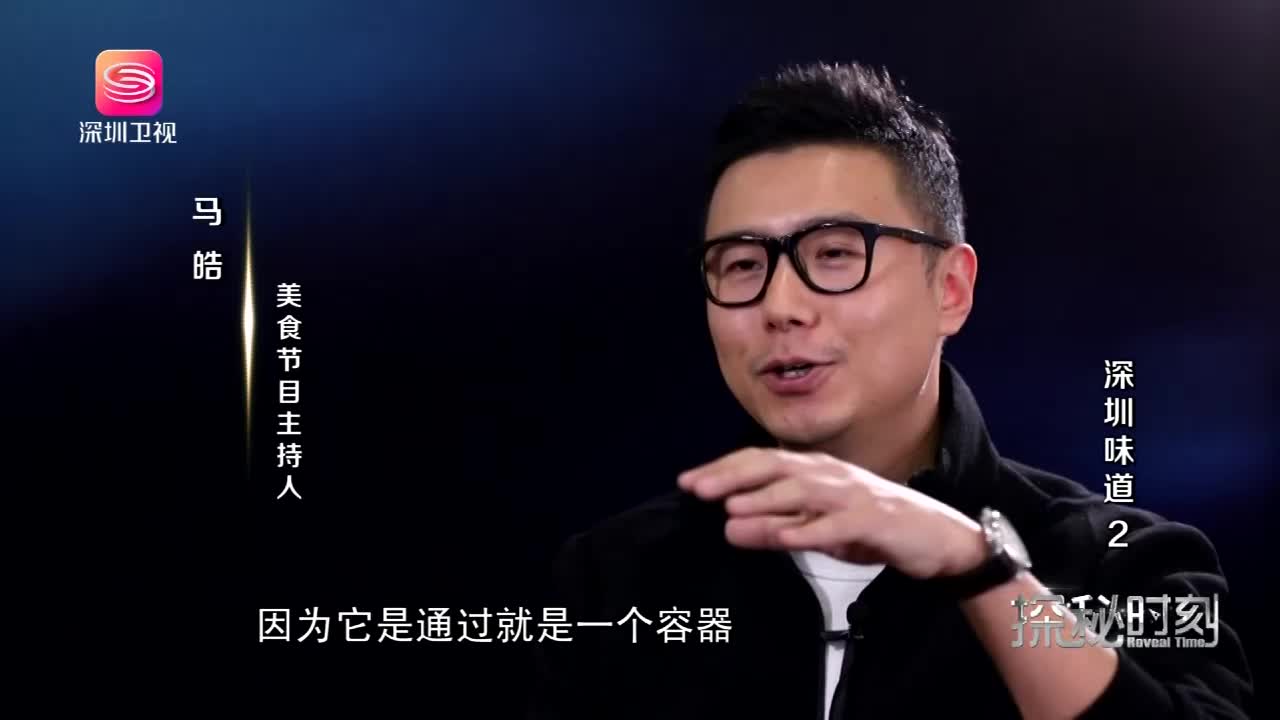 深圳卫视
马皓
美食节目主持人
深圳味道2
因为它是通过就是一个容器
探秘时刻
Reveal Time